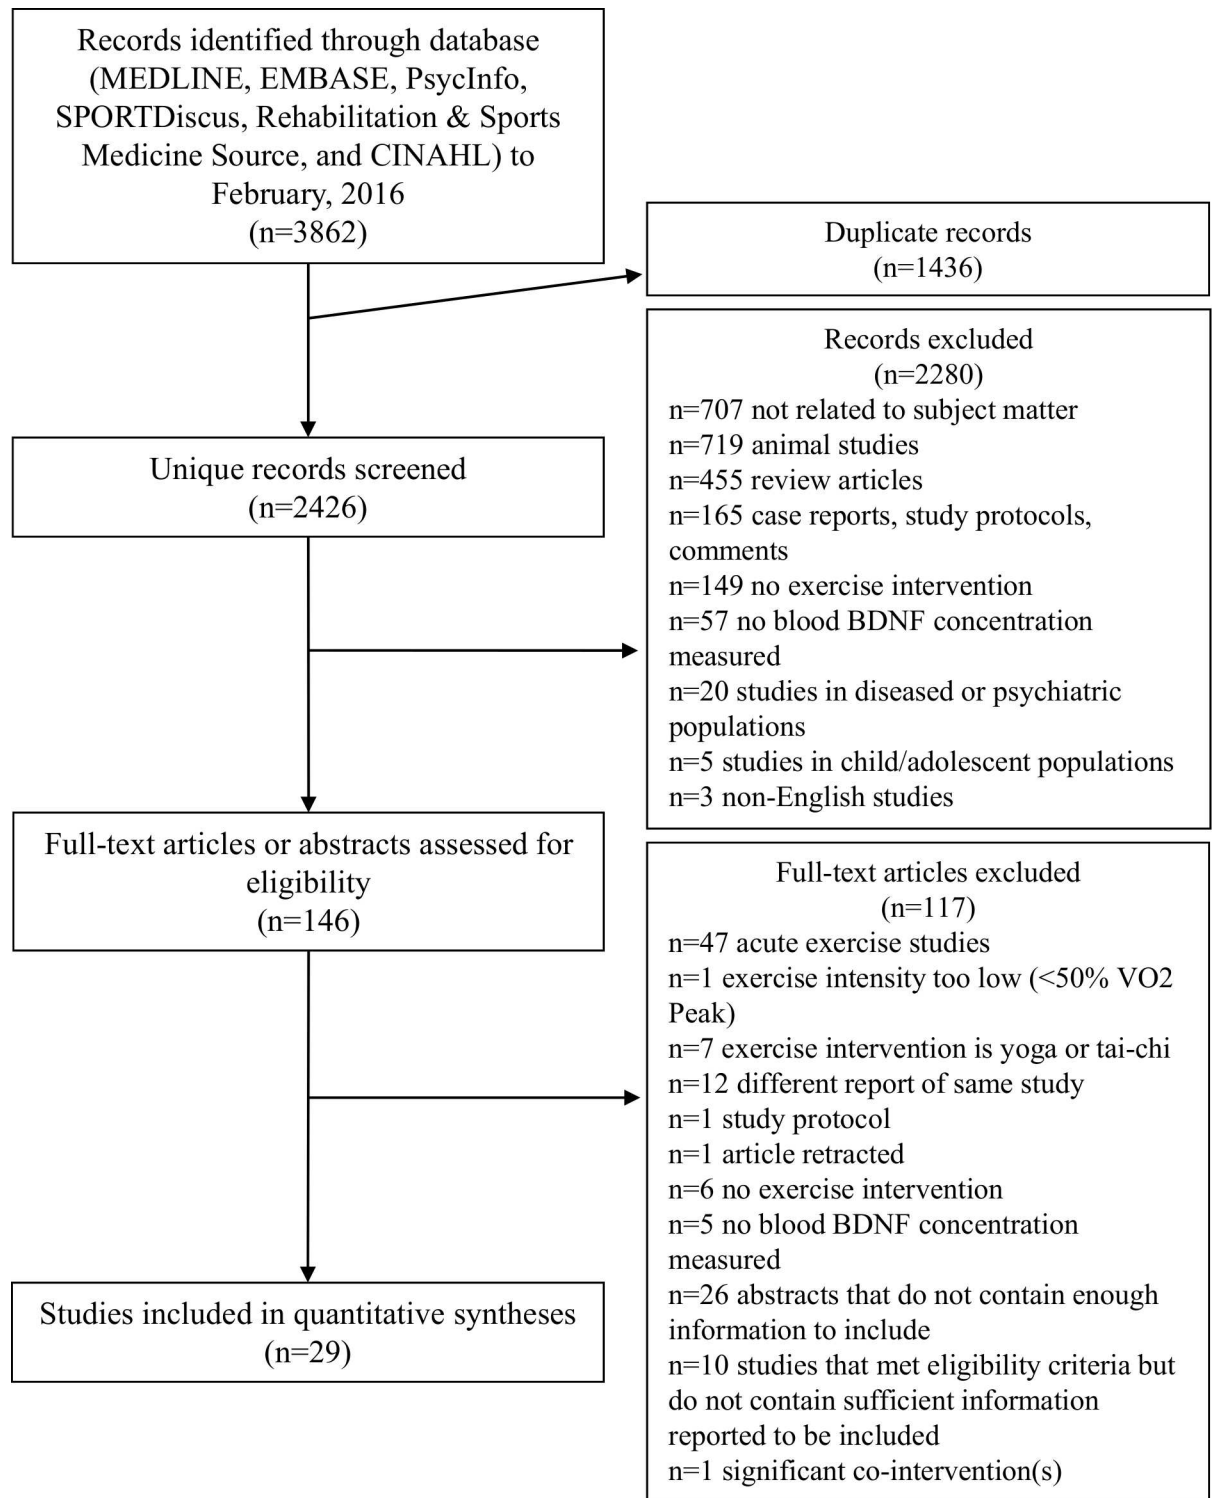 Records identified through database
(MEDLINE, EMBASE, PsycInfo,
SPORTDiscus, Rehabilitation & Sports
Medicine Source, and CINAHL) to
February, 2016
(n=3862)
Duplicate records
(n=1436)
Unique records screened
(n=2426)
Records excluded
(n=2280)
n=707 not related to subject matter
n=719 animal studies
n=455 review articles
n=165 case reports, study protocols,
comments
n=149 no exercise intervention
n=57 no blood BDNF concentration
measured
n=20 studies in diseased or psychiatric
populations
n=5 studies in child/adolescent populations
n=3 non-English studies
Full-text articles or abstracts assessed for
eligibility
(n=146)
Full-text articles excluded
(n=117)
n=47 acute exercise studies
n=1 exercise intensity too low (<50% VO2
Peak)
n=7 exercise intervention is yoga or tai-chi
n=12 different report of same study
n=1 study protocol
n=1 article retracted
n=6 no exercise intervention
n=5 no blood BDNF concentration
measured
n=26 abstracts that do not contain enough
information to include
n=10 studies that met eligibility criteria but
do not contain sufficient information
reported to be included
n=1 significant co-intervention(s)
Studies included in quantitative syntheses
(n=29)